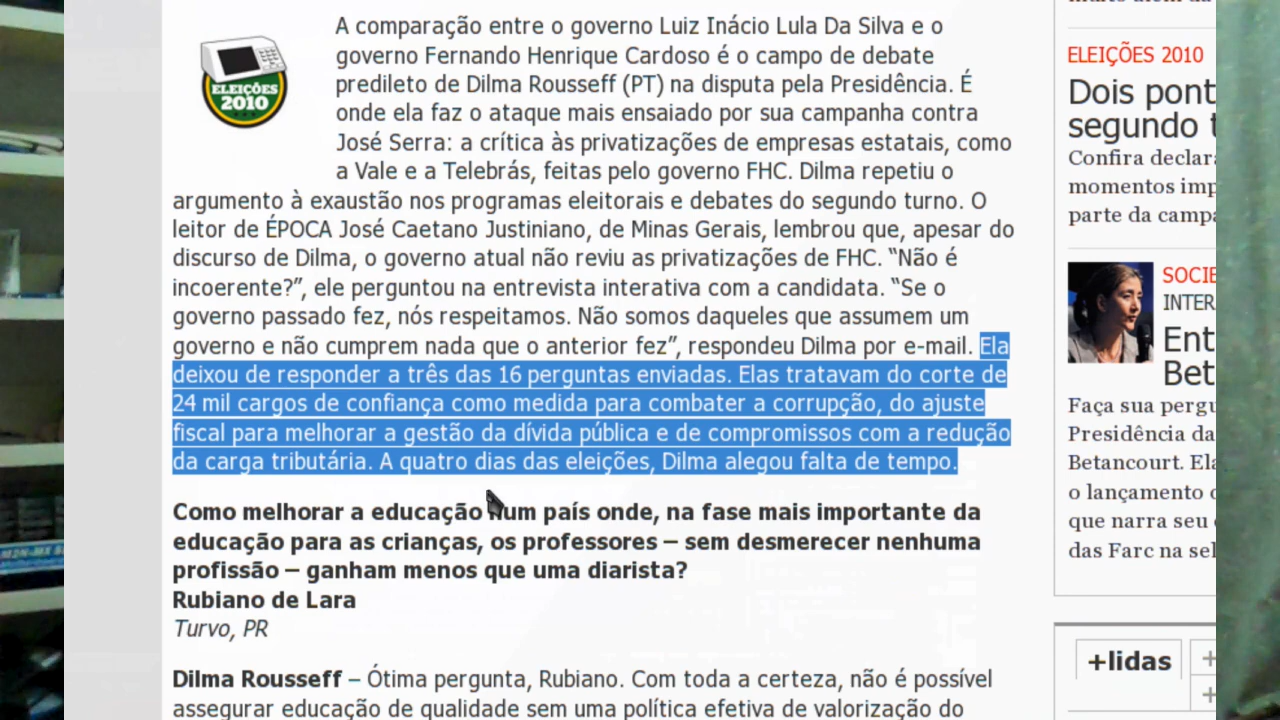 A comparação entre o governo Luiz Inácio Lula Da Silva e o
governo Fernando Henrique Cardoso é o campo de debate
predileto de Dilma Rousseff (PT) na disputa pela Presidência. É
onde ela faz o ataque mais ensaiado por sua campanha contra
José Serra: a crítica às privatizações de empresas estatais, como
a Vale e a Telebrás, feitas pelo governo FHC. Dilma repetiu o
argumento à exaustão nos programas eleitorais e debates do segundo turno. O
leitor de ÉPOCA José Caetano Justiniano, de Minas Gerais, lembrou que, apesar do
discurso de Dilma, o governo atual não reviu as privatizações de FHC. “Não é
incoerente?”, ele perguntou na entrevista interativa com a candidata. “Se o
governo passado fez, nós respeitamos. Não somos daqueles que assumem um
governo e não cumprem nada que o anterior fez”, respondeu Dilma por e-mail. Ela
deixou de responder a três das 16 perguntas enviadas. Elas tratavam do corte de
24 mil cargos de confiança como medida para combater a corrupção, do ajuste
fiscal para melhorar a gestão da dívida pública e de compromissos com a redução
da carga tributária. A quatro dias das eleições, Dilma alegou falta de tempo.
ELEIÇÕES
2010
Como melhorar a educação num país onde, na fase mais importante da
educação para as crianças, os professores – sem desmerecer nenhuma
profissão – ganham menos que uma diarista?
Rubiano de Lara
Turvo, PR
Dilma Rousseff – Ótima pergunta, Rubiano. Com toda a certeza, não é possível
assegurar educação de qualidade sem uma política efetiva de valorização do
ELEIÇÕES 2010
Dois pont
segundo t
Confira declara
momentos imp
parte da campa
SOCIE
INTER
Ent
Bet
Faça sua pergu
Presidência da
Betancourt. Ela
o lançamento
que narra seu
das Farc na sel
+lidas